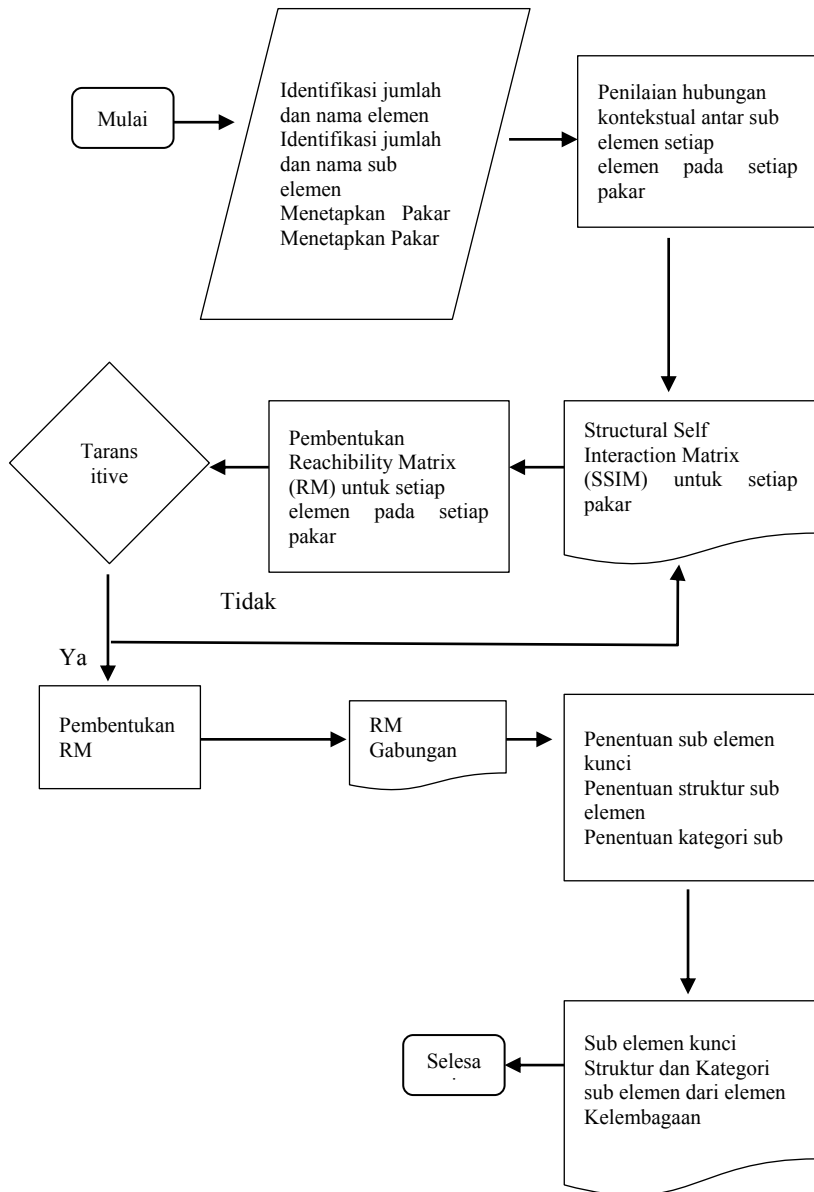 Mulai
Identifikasi jumlah
dan nama elemen
Identifikasi jumlah
dan nama sub
elemen
Menetapkan Pakar
Menetapkan Pakar
Penilaian hubungan
kontekstual antar sub
elemen setiap
elemen pada setiap
pakar
Structural Self
Interaction Matrix
(SSIM) untuk setiap
pakar
Pembentukan
Reachibility Matrix
(RM) untuk setiap
elemen pada setiap
pakar
Tarans
itive
Tidak
Ya
Pembentukan
RM
RM
Gabungan
Penentuan sub elemen
kunci
Penentuan struktur sub
elemen
Penentuan kategori sub
Sub elemen kunci
Struktur dan Kategori
sub elemen dari elemen
Kelembagaan
Selesa